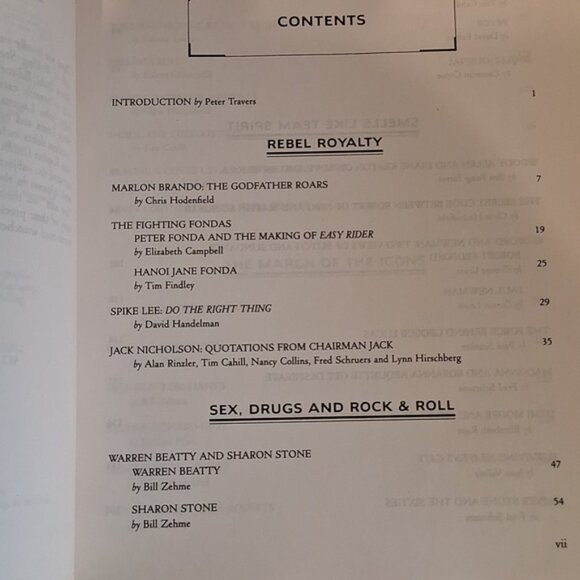 CONTENTS
INTRODUCTION by Peter Travers 1
REBEL ROYALTY
MARLON BRANDO: THE GODFATHER ROARS 7
by Chris Hodenfield
THE FIGHTING FONDAS
PETER FONDA AND THE MAKING OF EASY RIDER 19
by Elizabeth Campbell
HANOI JANE FONDA 25
by Tim Findley
SPIKE LEE: DO THE RIGHT THING 29
by David Handelman
JACK NICHOLSON: QUOTATIONS FROM CHAIRMAN JACK 35
by Alan Rinzler, Tim Cahill, Nancy Collins, Fred Schruers and Lynn Hirschberg
SEX, DRUGS AND ROCK & ROLL
WARREN BEATTY AND SHARON STONE
WARREN BEATTY 47
by Bill Zehme
SHARON STONE 54
by Bill Zehme
vii